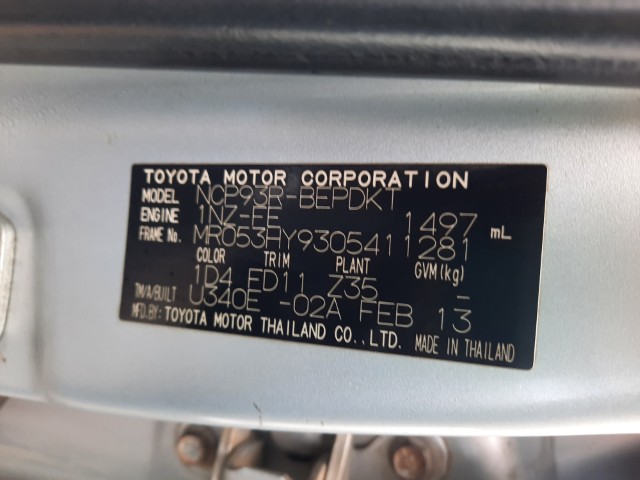 TOYOTA MOTOR CORPORATION
MODEL NCP93R-BEPDKT
ENGINE 1NZ-FE 1497 mL
FRAME No. MR053HY9305411281
COLOR TRIM PLANT GVM(kg)
1D4 FD11 Z35 -
TM/A/BUILT U340E -02A FEB 13
MFD.BY: TOYOTA MOTOR THAILAND CO.,LTD. MADE IN THAILAND